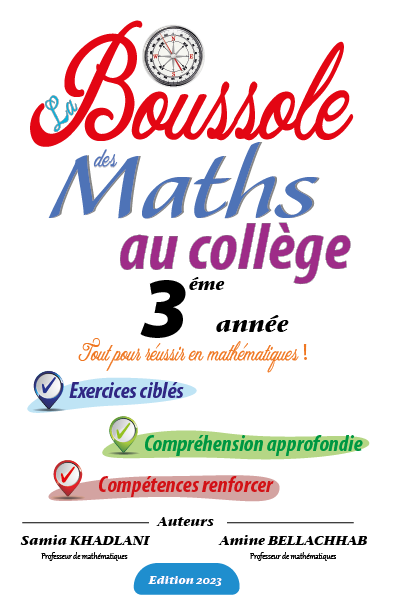 La Boussole
des
Maths
au collège
3éme année
Tout pour réussir en mathématiques !
Exercices ciblés
Compréhension approfondie
Compétences renforcer
Auteurs
Samia KHADLANI Amine BELLACHHAB
Professeur de mathématiques Professeur de mathématiques
Edition 2023